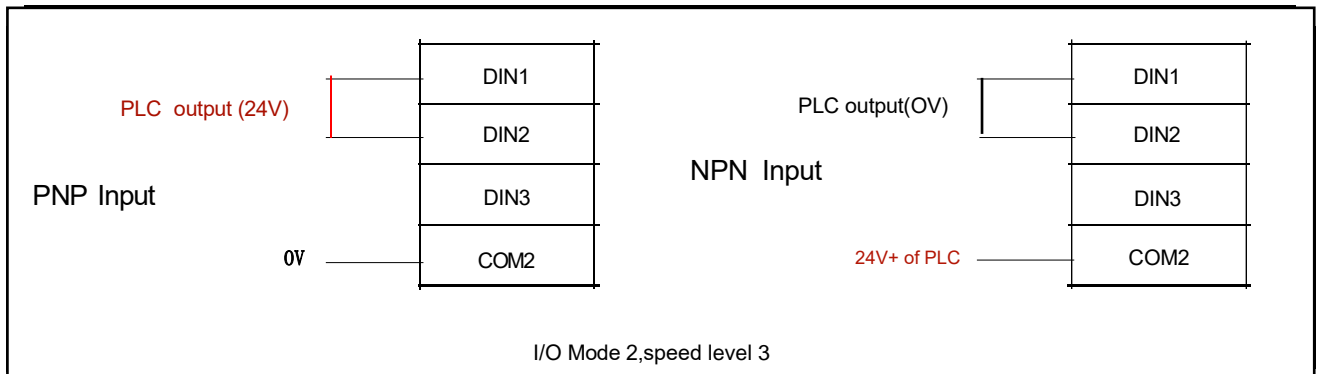 DIN1
PLC output (24V)
DIN2
PNP Input
DIN3
0V
COM2
DIN1
PLC output(OV)
DIN2
NPN Input
DIN3
24V+ of PLC
COM2
I/O Mode 2,speed level 3